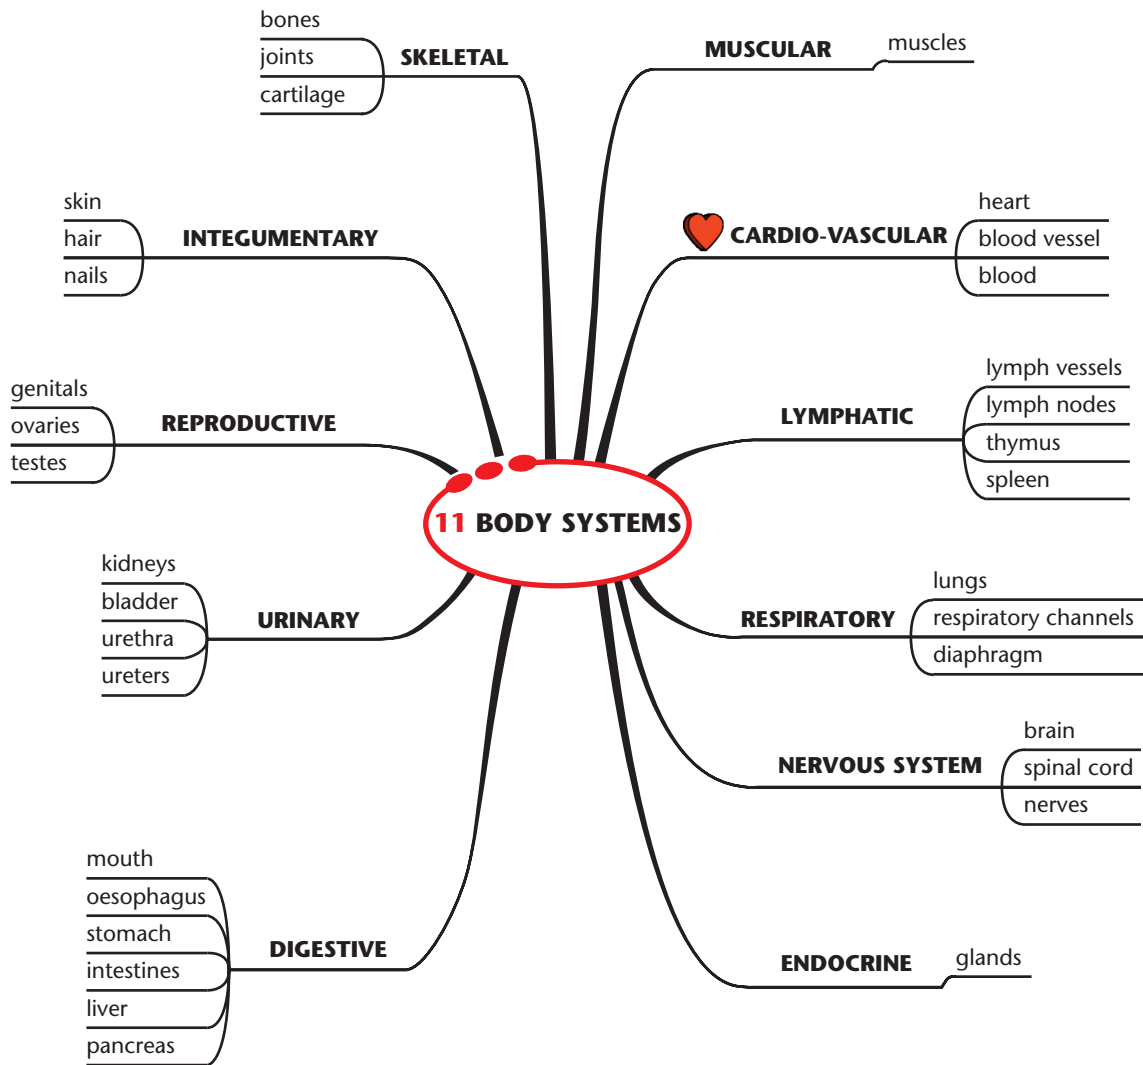 11 BODY SYSTEMS
MUSCULAR
muscles
CARDIO-VASCULAR
heart
blood vessel
blood
LYMPHATIC
lymph vessels
lymph nodes
thymus
spleen
RESPIRATORY
lungs
respiratory channels
diaphragm
NERVOUS SYSTEM
brain
spinal cord
nerves
ENDOCRINE
glands
DIGESTIVE
mouth
oesophagus
stomach
intestines
liver
pancreas
URINARY
kidneys
bladder
urethra
ureters
REPRODUCTIVE
genitals
ovaries
testes
INTEGUMENTARY
skin
hair
nails
SKELETAL
bones
joints
cartilage